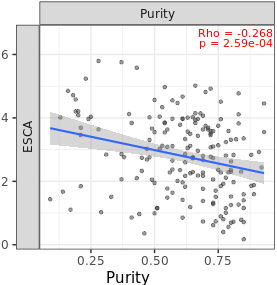 Purity
Rho = -0.268
p = 2.59e-04
6
4
2
0
ESCA
0.25
0.50
0.75
Purity